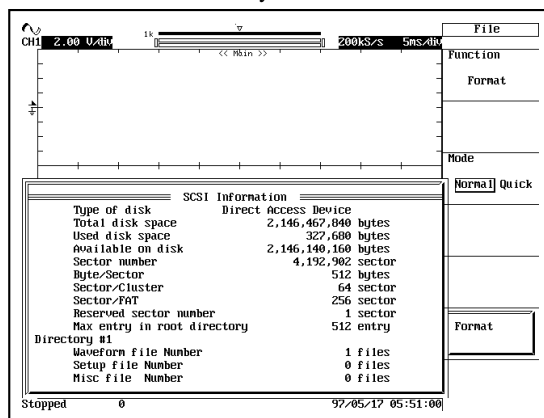 File
CH1 2.00 V/div 1k 200kS/s 5ms/div
<< Main >>
Function
Format
Mode
Normal Quick
SCSI Information
Type of disk Direct Access Device
Total disk space 2,146,467,840 bytes
Used disk space 327,680 bytes
Available on disk 2,146,140,160 bytes
Sector number 4,192,902 sector
Byte/Sector 512 bytes
Sector/Cluster 64 sector
Sector/FAT 256 sector
Reserved sector number 1 sector
Max entry in root directory 512 entry
Format
Directory #1
Waveform file Number 1 files
Setup file Number 0 files
Misc file Number 0 files
Stopped 0 97/05/17 05:51:00